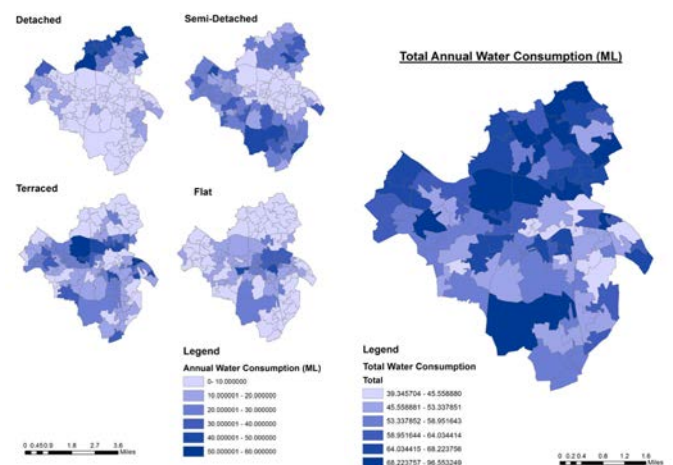 Detached
Semi-Detached
Total Annual Water Consumption (ML)
Terraced
Flat
Legend
Annual Water Consumption (ML)
0- 10.000000
10.000001 - 20.000000
20.000001 - 30.000000
30.000001 - 40.000000
40.000001 - 50.000000
50.000001 - 60.000000
0 0.45 0.9 1.8 2.7 3.6
Miles
Legend
Total Water Consumption
Total
39.345704 - 45.558880
45.558881 - 53.337851
53.337852 - 58.951643
58.951644 - 64.034414
64.034415 - 68.223756
68.223757 - 96.553249
0 0.2 0.4 0.8 1.2 1.6
Miles